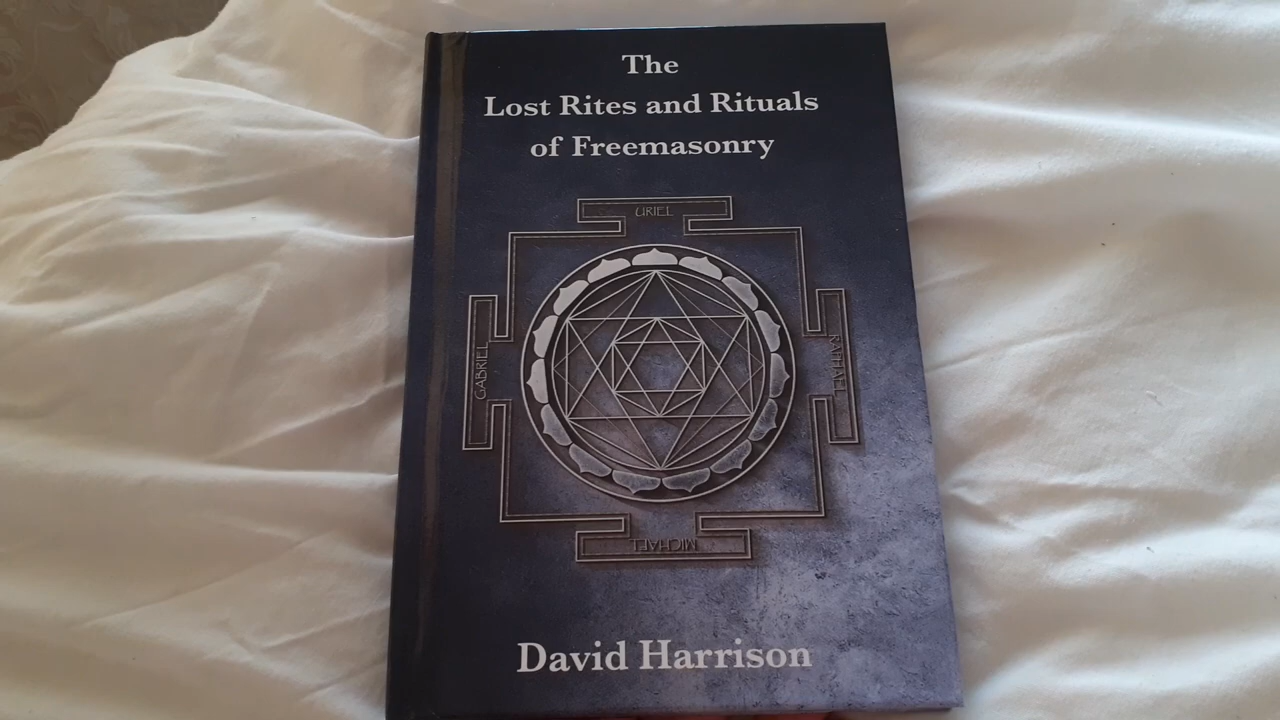 The
Lost Rites and Rituals
of Freemasonry
URIEL
GABRIEL
RAPHAEL
MICHAEL
David Harrison